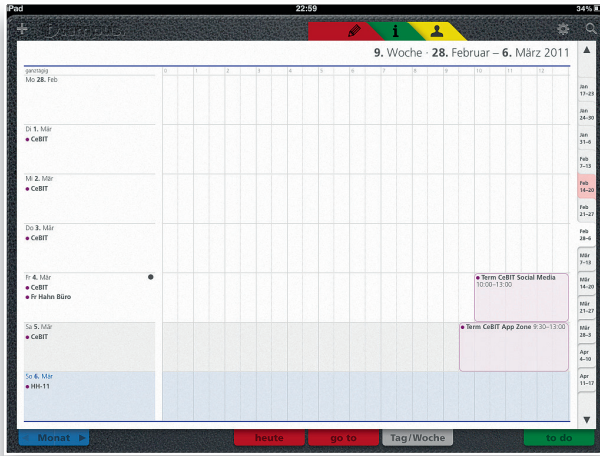 iPad 22:59 34%
tempus.
9. Woche · 28. Februar – 6. März 2011
ganztägig 0 1 2 3 4 5 6 7 8 9 10 11 12
Mo 28. Feb
Di 1. Mär
• CeBIT
Mi 2. Mär
• CeBIT
Do 3. Mär
• CeBIT
Fr 4. Mär
• CeBIT
• Fr Hahn Büro
• Term CeBIT Social Media
10:00–13:00
Sa 5. Mär
• CeBIT
• Term CeBIT App Zone 9:30–13:00
So 6. Mär
• HH-11
Jan
17–23
Jan
24–30
Jan
31–6
Feb
7–13
Feb
14–20
Feb
21–27
Feb
28–6
Mär
7–13
Mär
14–20
Mär
21–27
Mär
28–3
Apr
4–10
Apr
11–17
Monat heute go to Tag/Woche to do